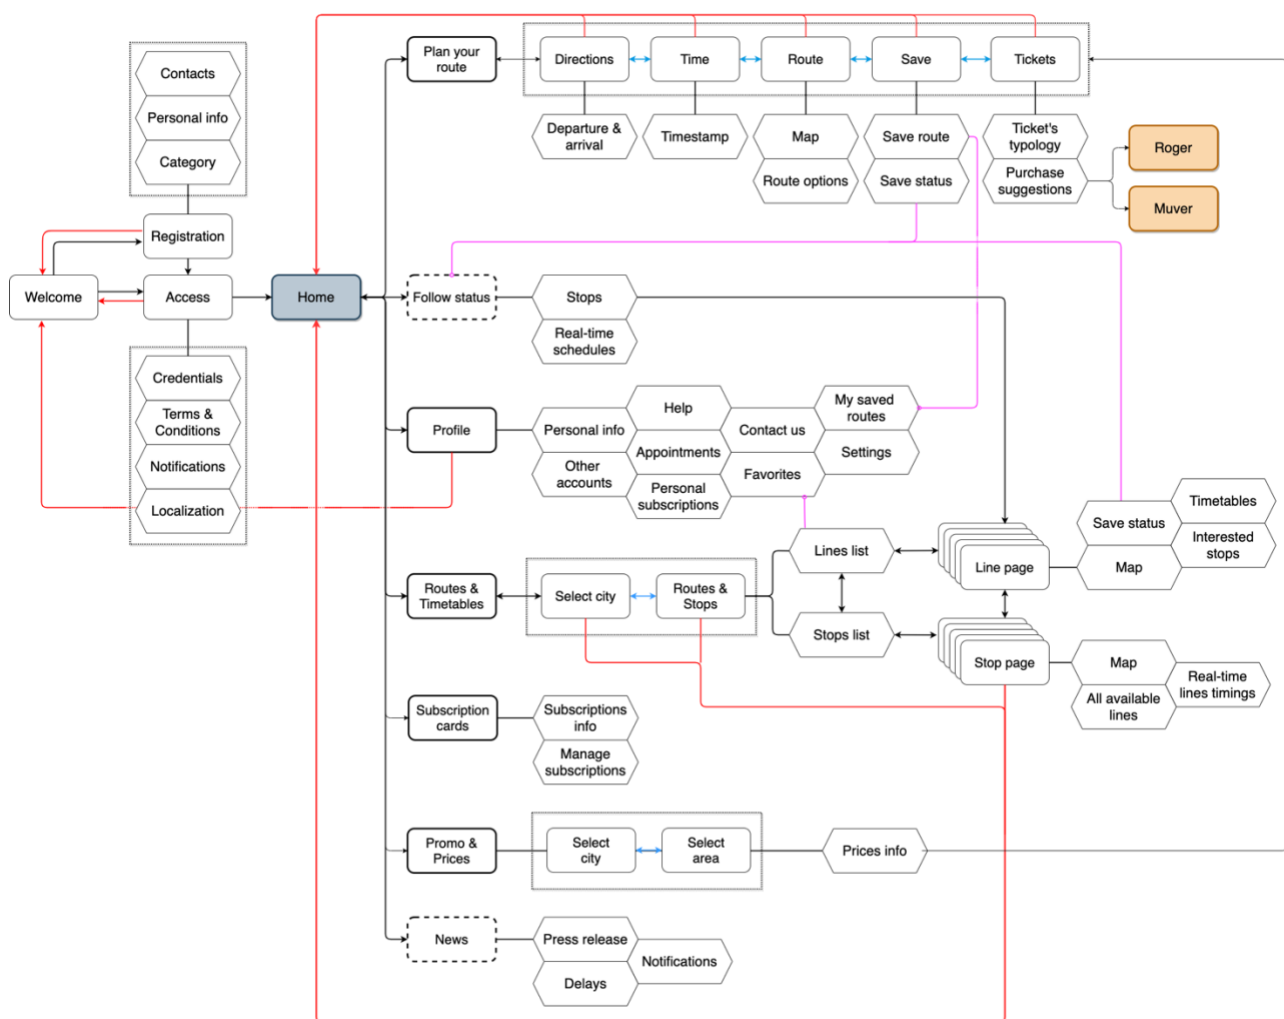 Plan your
route
Directions
Time
Route
Save
Tickets
Contacts
Personal info
Category
Departure &
arrival
Timestamp
Map
Route options
Save route
Save status
Ticket's
typology
Purchase
suggestions
Roger
Muver
Registration
Welcome
Access
Home
Follow status
Stops
Real-time
schedules
Credentials
Terms &
Conditions
Notifications
Localization
Profile
Personal info
Other
accounts
Help
Appointments
Personal
subscriptions
Contact us
Favorites
My saved
routes
Settings
Routes &
Timetables
Select city
Routes &
Stops
Lines list
Stops list
Line page
Stop page
Save status
Map
Timetables
Interested
stops
Map
All available
lines
Real-time
lines timings
Subscription
cards
Subscriptions
info
Manage
subscriptions
Promo &
Prices
Select
city
Select
area
Prices info
News
Press release
Delays
Notifications